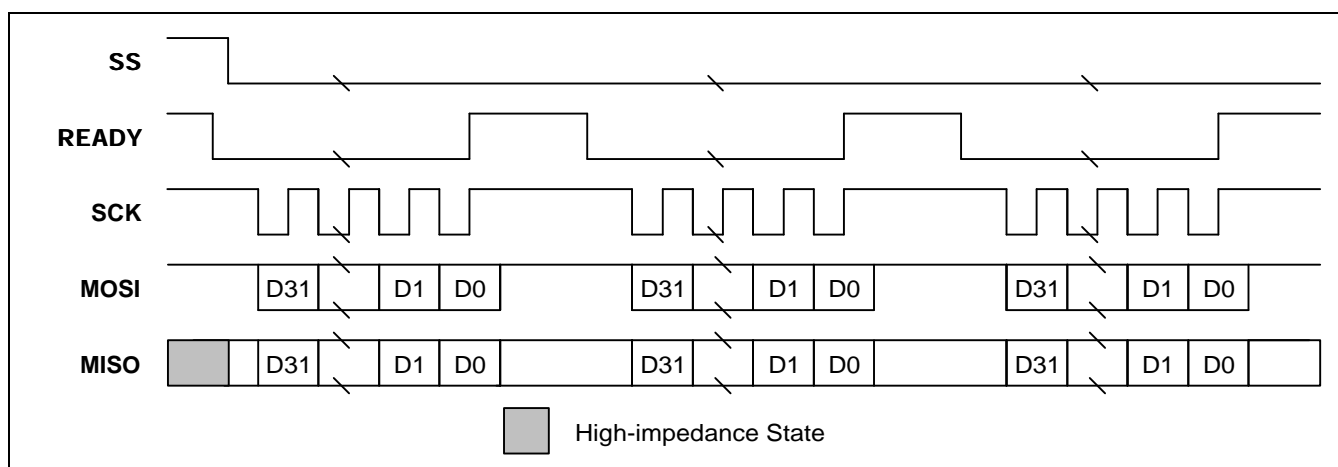 SS
READY
SCK
MOSI D31 D1 D0 D31 D1 D0 D31 D1 D0
MISO D31 D1 D0 D31 D1 D0 D31 D1 D0
High-impedance State